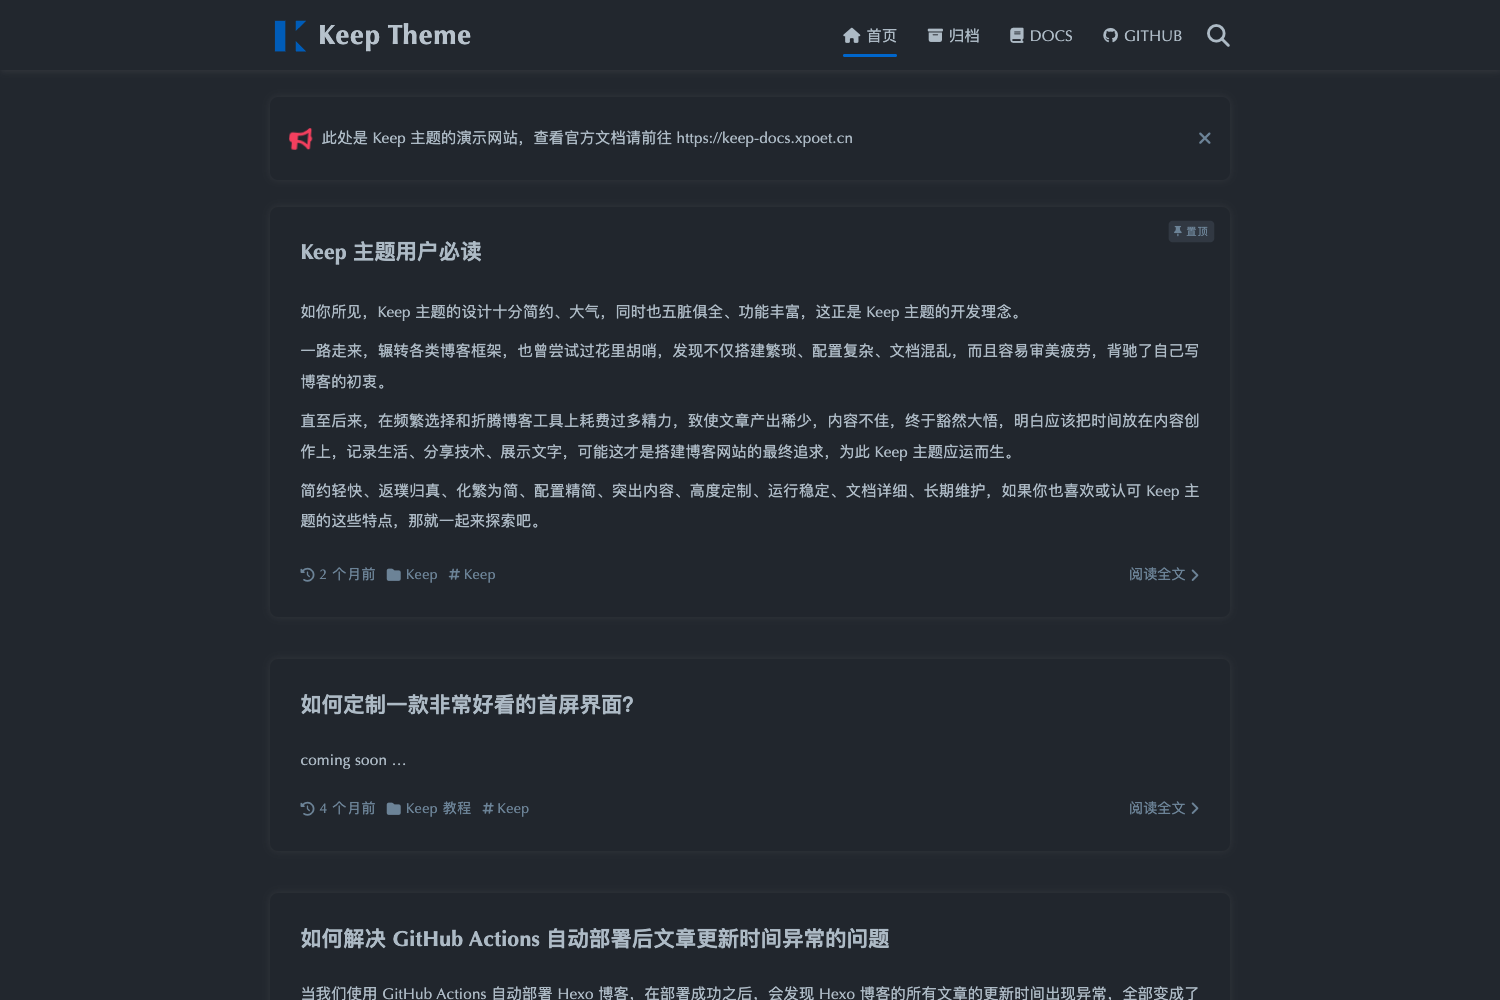 Keep Theme
首页
归档
DOCS
GITHUB
此处是 Keep 主题的演示网站，查看官方文档请前往 https://keep-docs.xpoet.cn
置顶
Keep 主题用户必读
如你所见，Keep 主题的设计十分简约、大气，同时也五脏俱全、功能丰富，这正是 Keep 主题的开发理念。
一路走来，辗转各类博客框架，也曾尝试过花里胡哨，发现不仅搭建繁琐、配置复杂、文档混乱，而且容易审美疲劳，背驰了自己写
博客的初衷。
直至后来，在频繁选择和折腾博客工具上耗费过多精力，致使文章产出稀少，内容不佳，终于豁然大悟，明白应该把时间放在内容创
作上，记录生活、分享技术、展示文字，可能这才是搭建博客网站的最终追求，为此 Keep 主题应运而生。
简约轻快、返璞归真、化繁为简、配置精简、突出内容、高度定制、运行稳定、文档详细、长期维护，如果你也喜欢或认可 Keep 主
题的这些特点，那就一起来探索吧。
2 个月前 Keep # Keep
阅读全文
如何定制一款非常好看的首屏界面?
coming soon …
4 个月前 Keep 教程 # Keep
阅读全文
如何解决 GitHub Actions 自动部署后文章更新时间异常的问题
当我们使用 GitHub Actions 自动部署 Hexo 博客，在部署成功之后，会发现 Hexo 博客的所有文章的更新时间出现异常，全部变成了